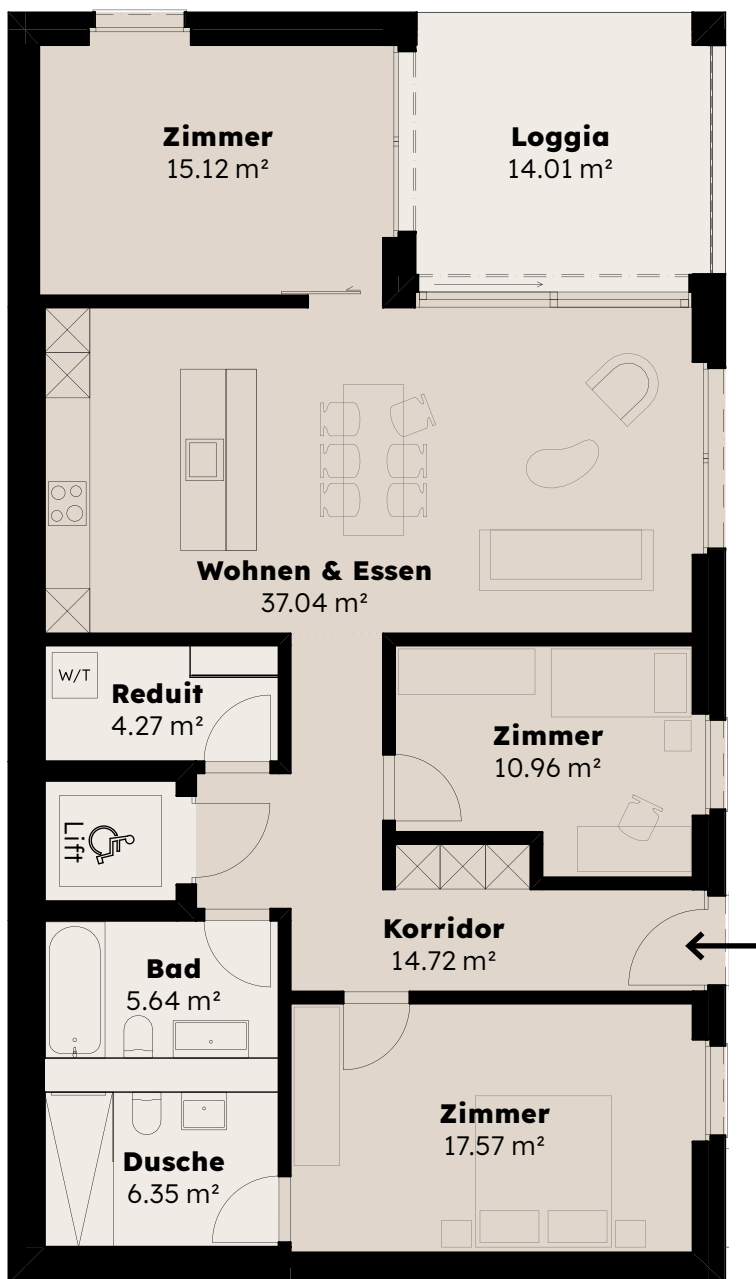 Zimmer
15.12 m²
Loggia
14.01 m²
Wohnen & Essen
37.04 m²
W/T
Reduit
4.27 m²
Zimmer
10.96 m²
Lift
Korridor
14.72 m²
Bad
5.64 m²
Zimmer
17.57 m²
Dusche
6.35 m²